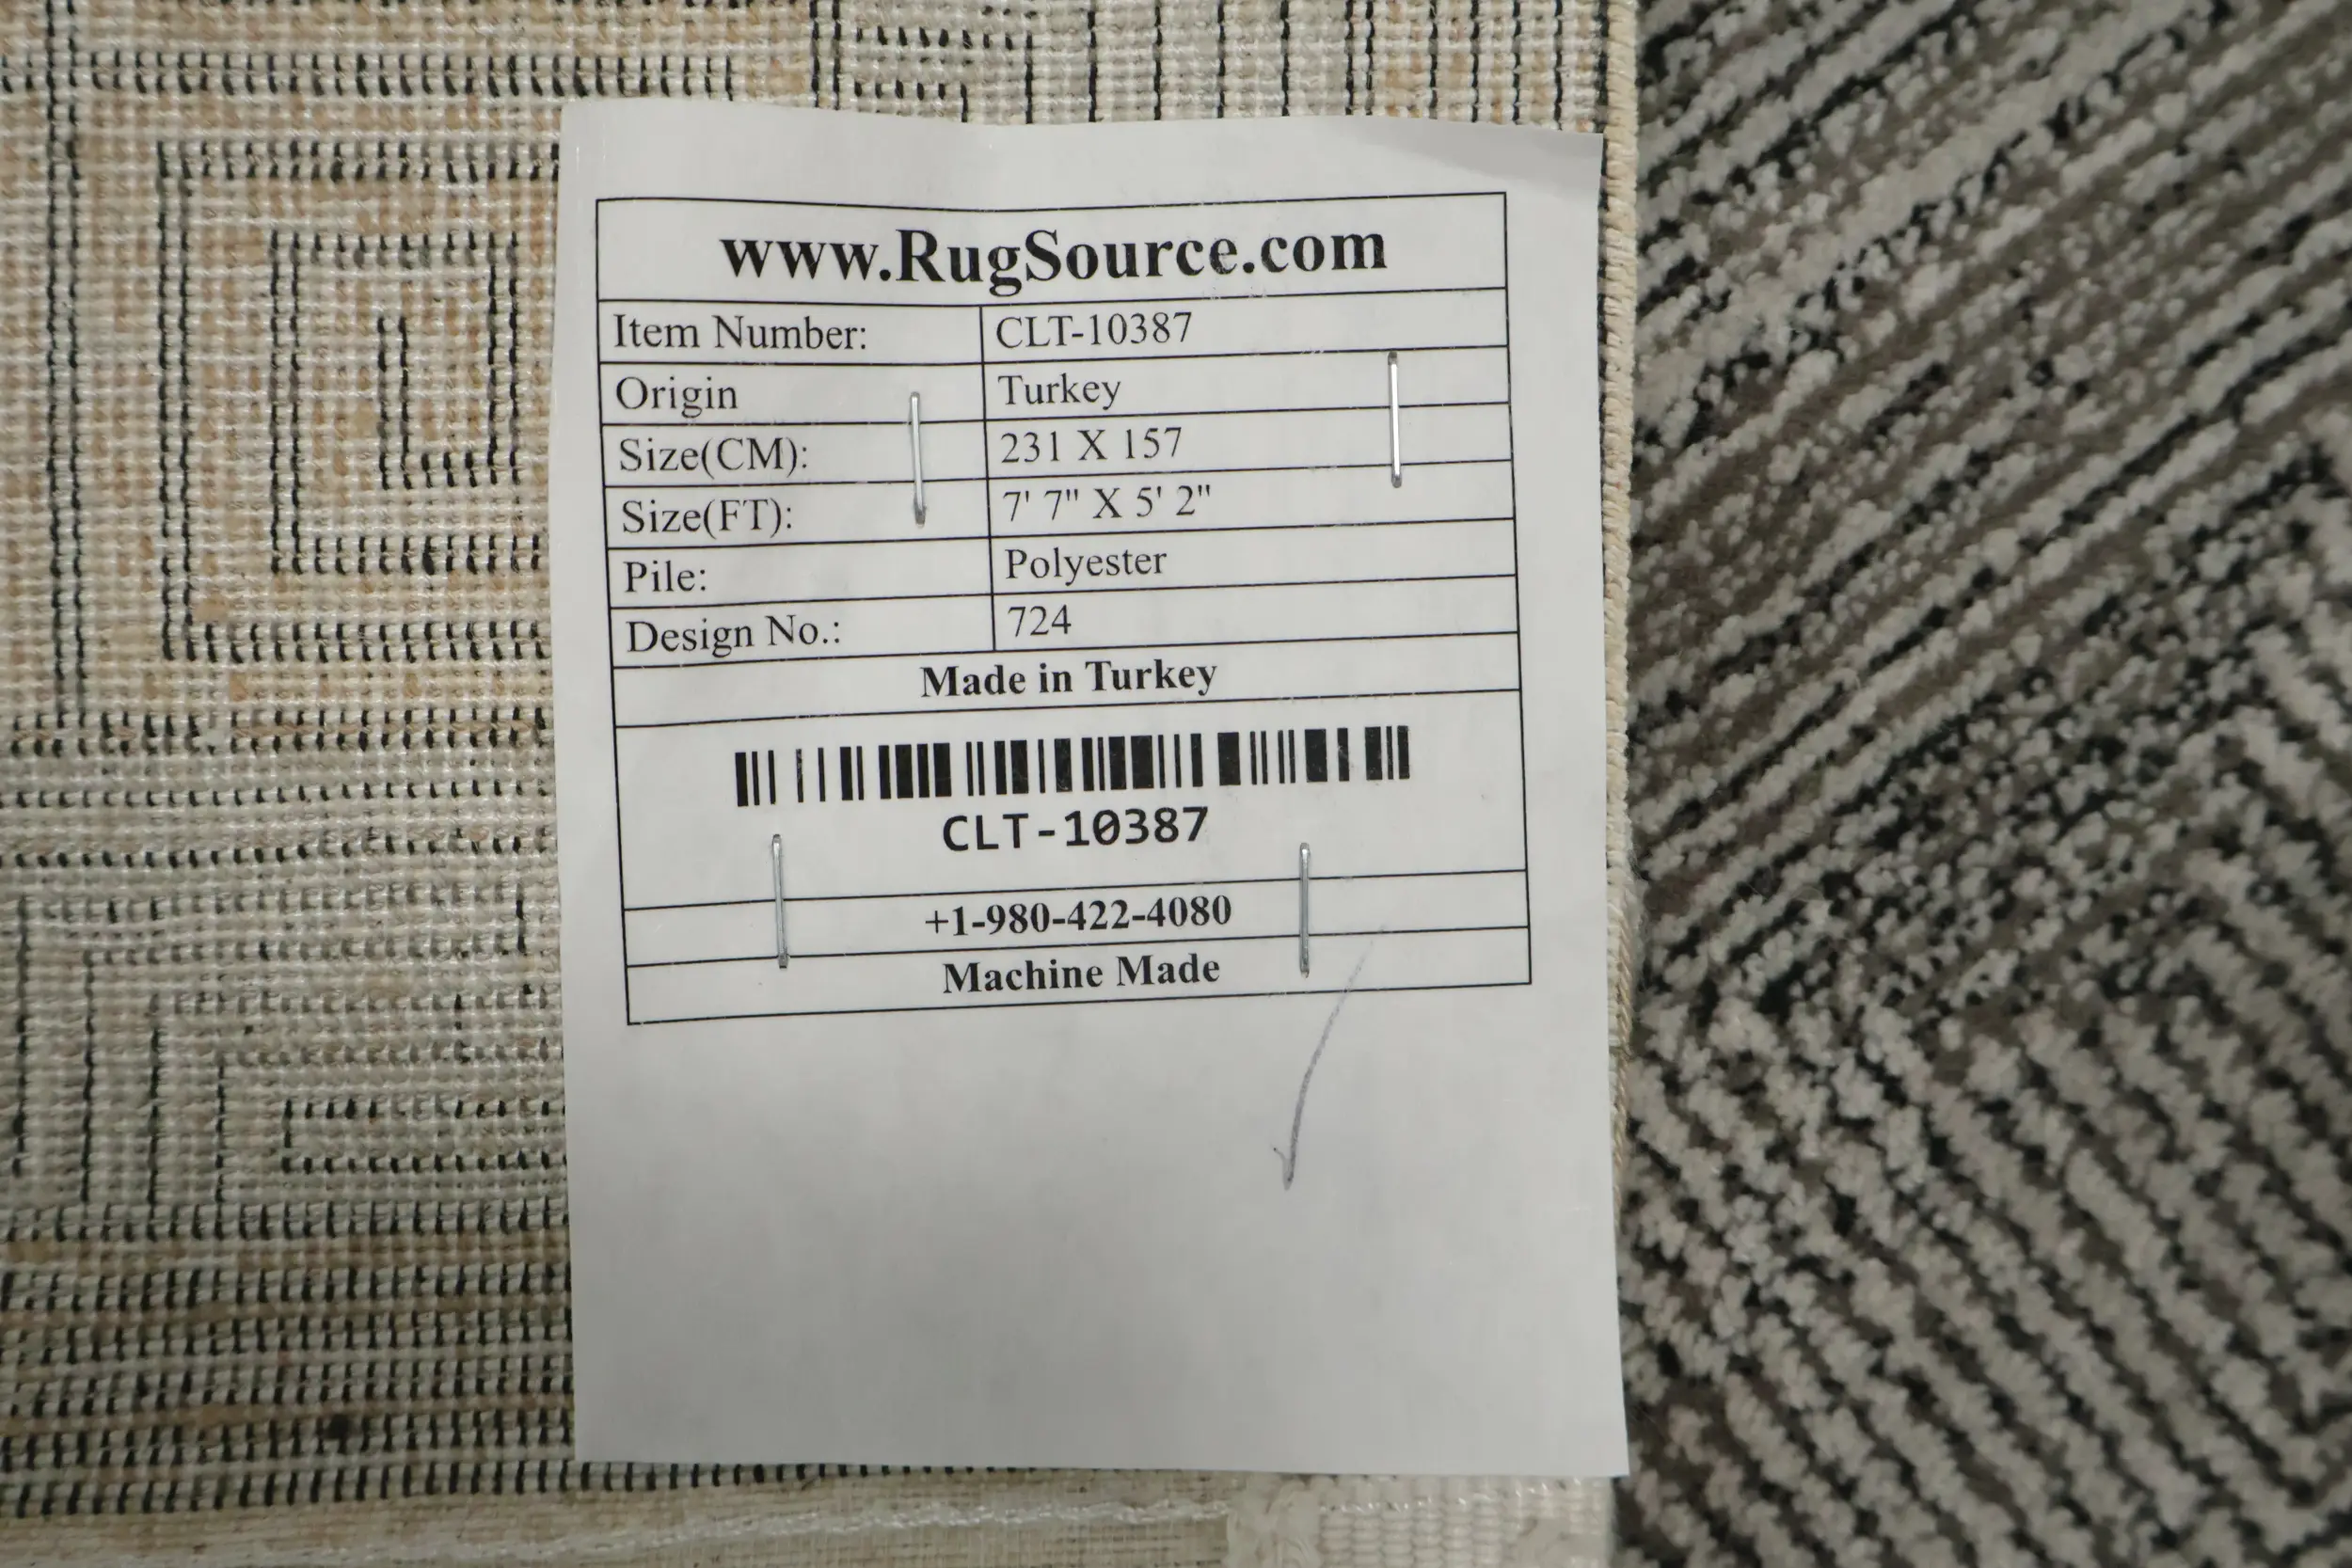 www.RugSource.com
Item Number: CLT-10387
Origin Turkey
Size(CM): 231 X 157
Size(FT): 7' 7" X 5' 2"
Pile: Polyester
Design No.: 724
Made in Turkey
CLT-10387
+1-980-422-4080
Machine Made